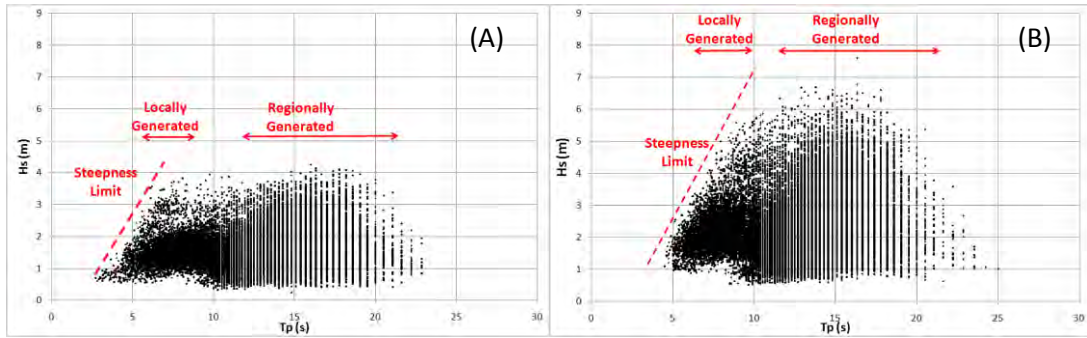 (A)
9
8
7
6
5
4
3
2
1
0
Hs (m)
Locally
Generated
Regionally
Generated
Steepness
Limit
0 5 10 15 20 25 30
Tp (s)
(B)
9
8
7
6
5
4
3
2
1
0
Hs (m)
Locally
Generated
Regionally
Generated
Steepness
Limit
0 5 10 15 20 25 30
Tp (s)